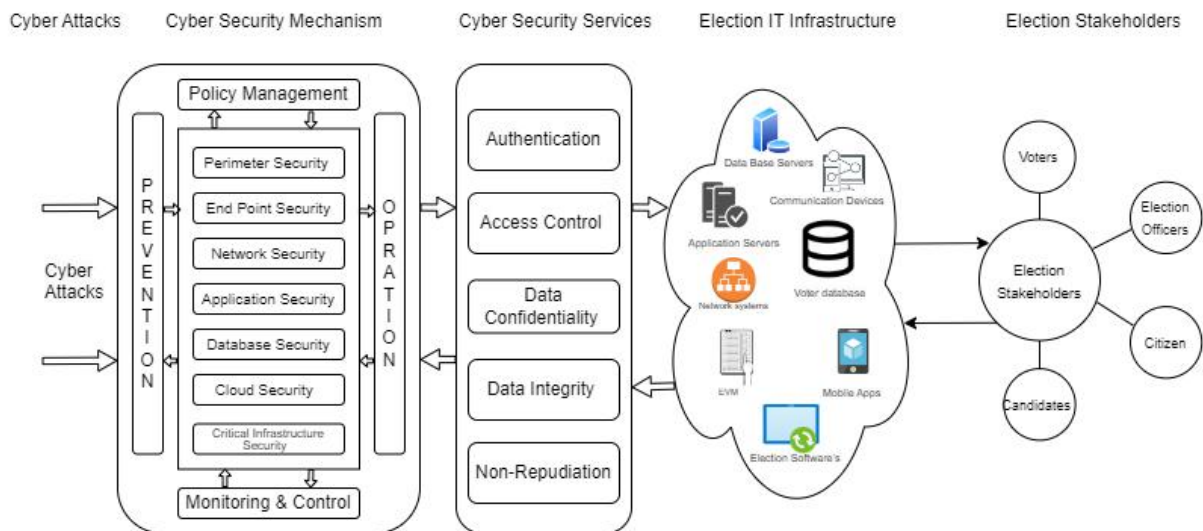 Cyber Attacks
Cyber Security Mechanism
Cyber Security Services
Election IT Infrastructure
Election Stakeholders
Cyber
Attacks
PREVENTION
Policy Management
Perimeter Security
End Point Security
Network Security
Application Security
Database Security
Cloud Security
Critical Infrastructure
Security
Monitoring & Control
OPRATION
Authentication
Access Control
Data
Confidentiality
Data Integrity
Non-Repudiation
Data Base Servers
Communication Devices
Application Servers
Voter database
Network systems
EVM
Mobile Apps
Election Software's
Voters
Election
Officers
Election
Stakeholders
Citizen
Candidates